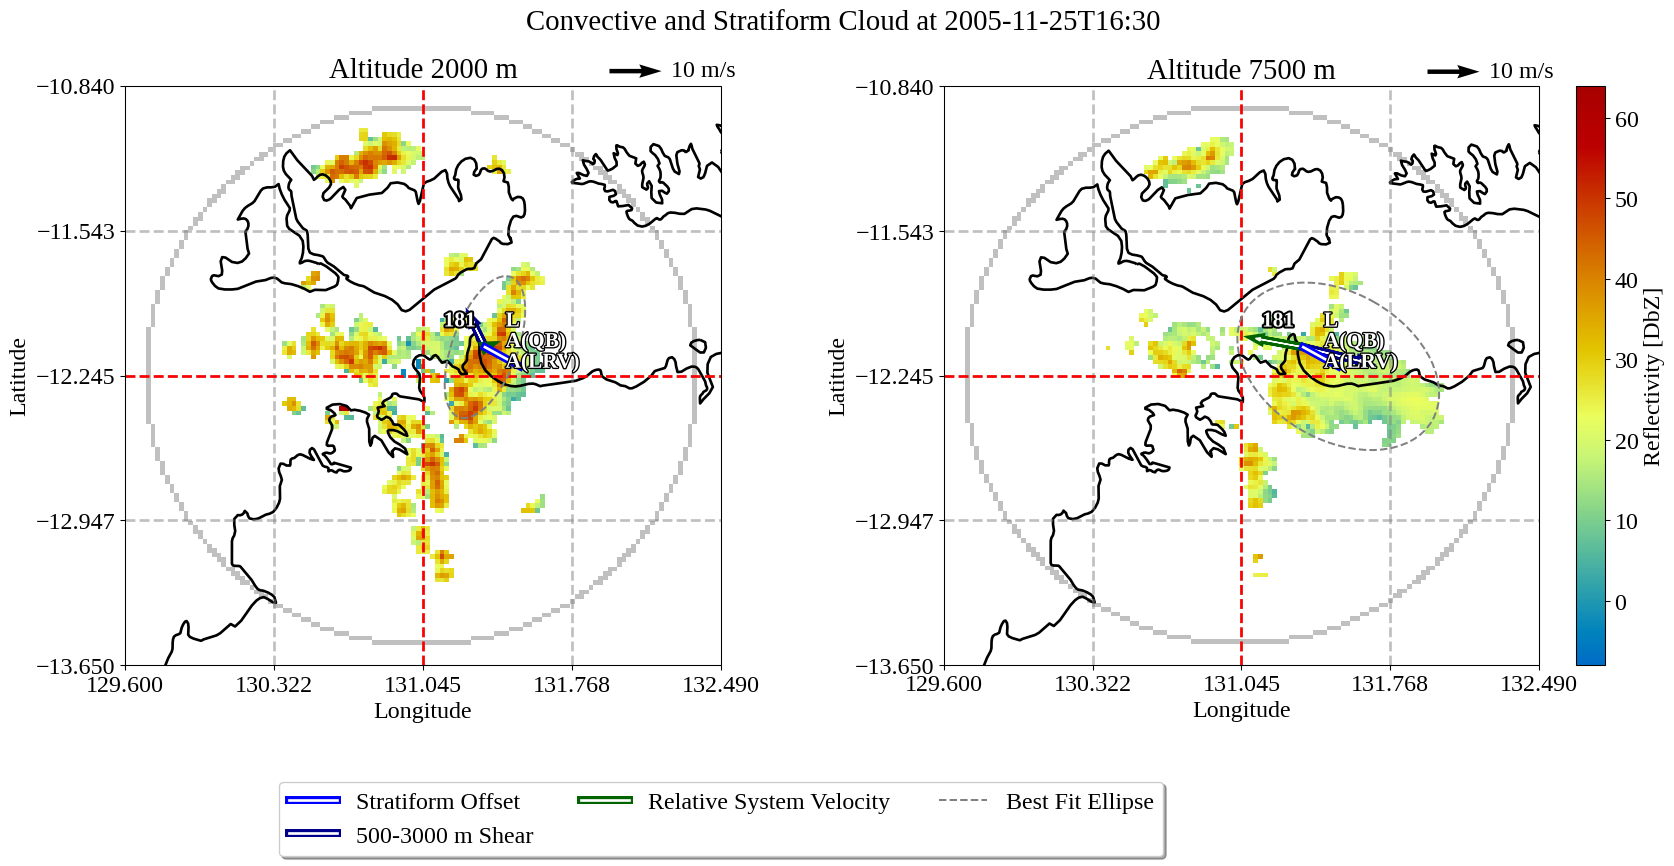 Convective and Stratiform Cloud at 2005-11-25T16:30
Altitude 2000 m
10 m/s
−10.840
−11.543
−12.245
−12.947
−13.650
129.600
130.322
131.045
131.768
132.490
Latitude
Longitude
181
L
A(QB)
A(LRV)
Altitude 7500 m
10 m/s
−10.840
−11.543
−12.245
−12.947
−13.650
129.600
130.322
131.045
131.768
132.490
Latitude
Longitude
181
L
A(QB)
A(LRV)
60
50
40
30
20
10
0
Reflectivity [DbZ]
Stratiform Offset
Relative System Velocity
Best Fit Ellipse
500-3000 m Shear